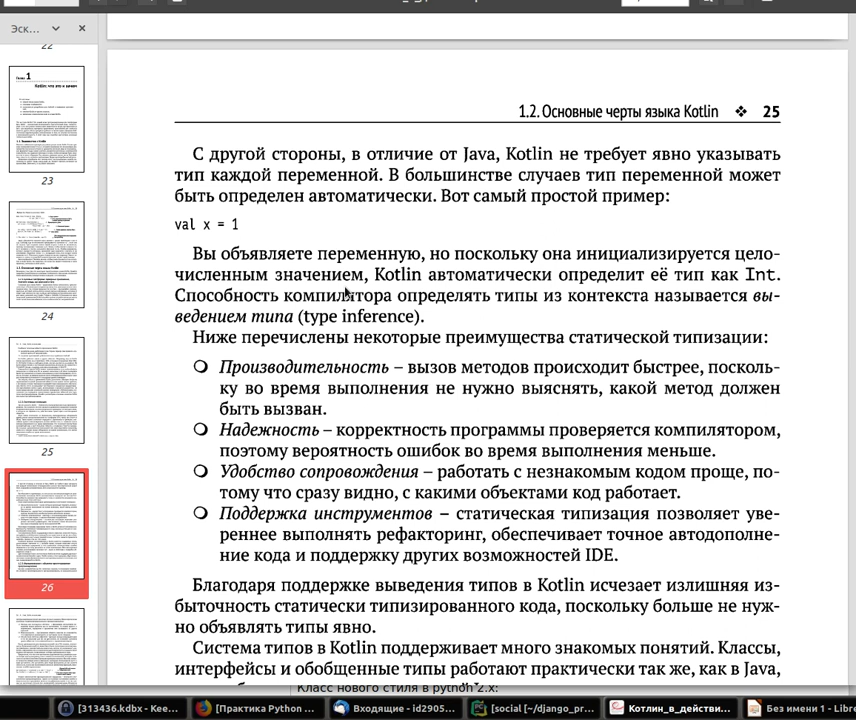 Эск...
22
23
24
25
26
1.2. Основные черты языка Kotlin ❖ 25
С другой стороны, в отличие от Java, Kotlin не требует явно указывать
тип каждой переменной. В большинстве случаев тип переменной может
быть определен автоматически. Вот самый простой пример:
val x = 1
Вы объявляете переменную, но поскольку она инициализируется цело-
численным значением, Kotlin автоматически определит её тип как Int.
Способность компилятора определять типы из контекста называется вы-
ведением типа (type inference).
Ниже перечислены некоторые преимущества статической типизации:
Производительность – вызов методов происходит быстрее, посколь-
ку во время выполнения не нужно выяснять, какой метод должен
быть вызван.
Надежность – корректность программы проверяется компилятором,
поэтому вероятность ошибок во время выполнения меньше.
Удобство сопровождения – работать с незнакомым кодом проще, по-
тому что сразу видно, с какими объектами код работает.
Поддержка инструментов – статическая типизация позволяет уве-
реннее выполнять рефакторинг, обеспечивает точное автодополне-
ние кода и поддержку других возможностей IDE.
Благодаря поддержке выведения типов в Kotlin исчезает излишняя из-
быточность статически типизированного кода, поскольку больше не нуж-
но объявлять типы явно.
Система типов в Kotlin поддерживает много знакомых понятий. Классы,
интерфейсы и обобщенные типы работают практически так же, как в Java,
Класс нового стиля в python 2.x:
[313436.kdbx - Kee...
[Практика Python ...
Входящие - id2905...
[social [~/django_pr...
Котлин_в_действи...
Без имени 1 - Libre